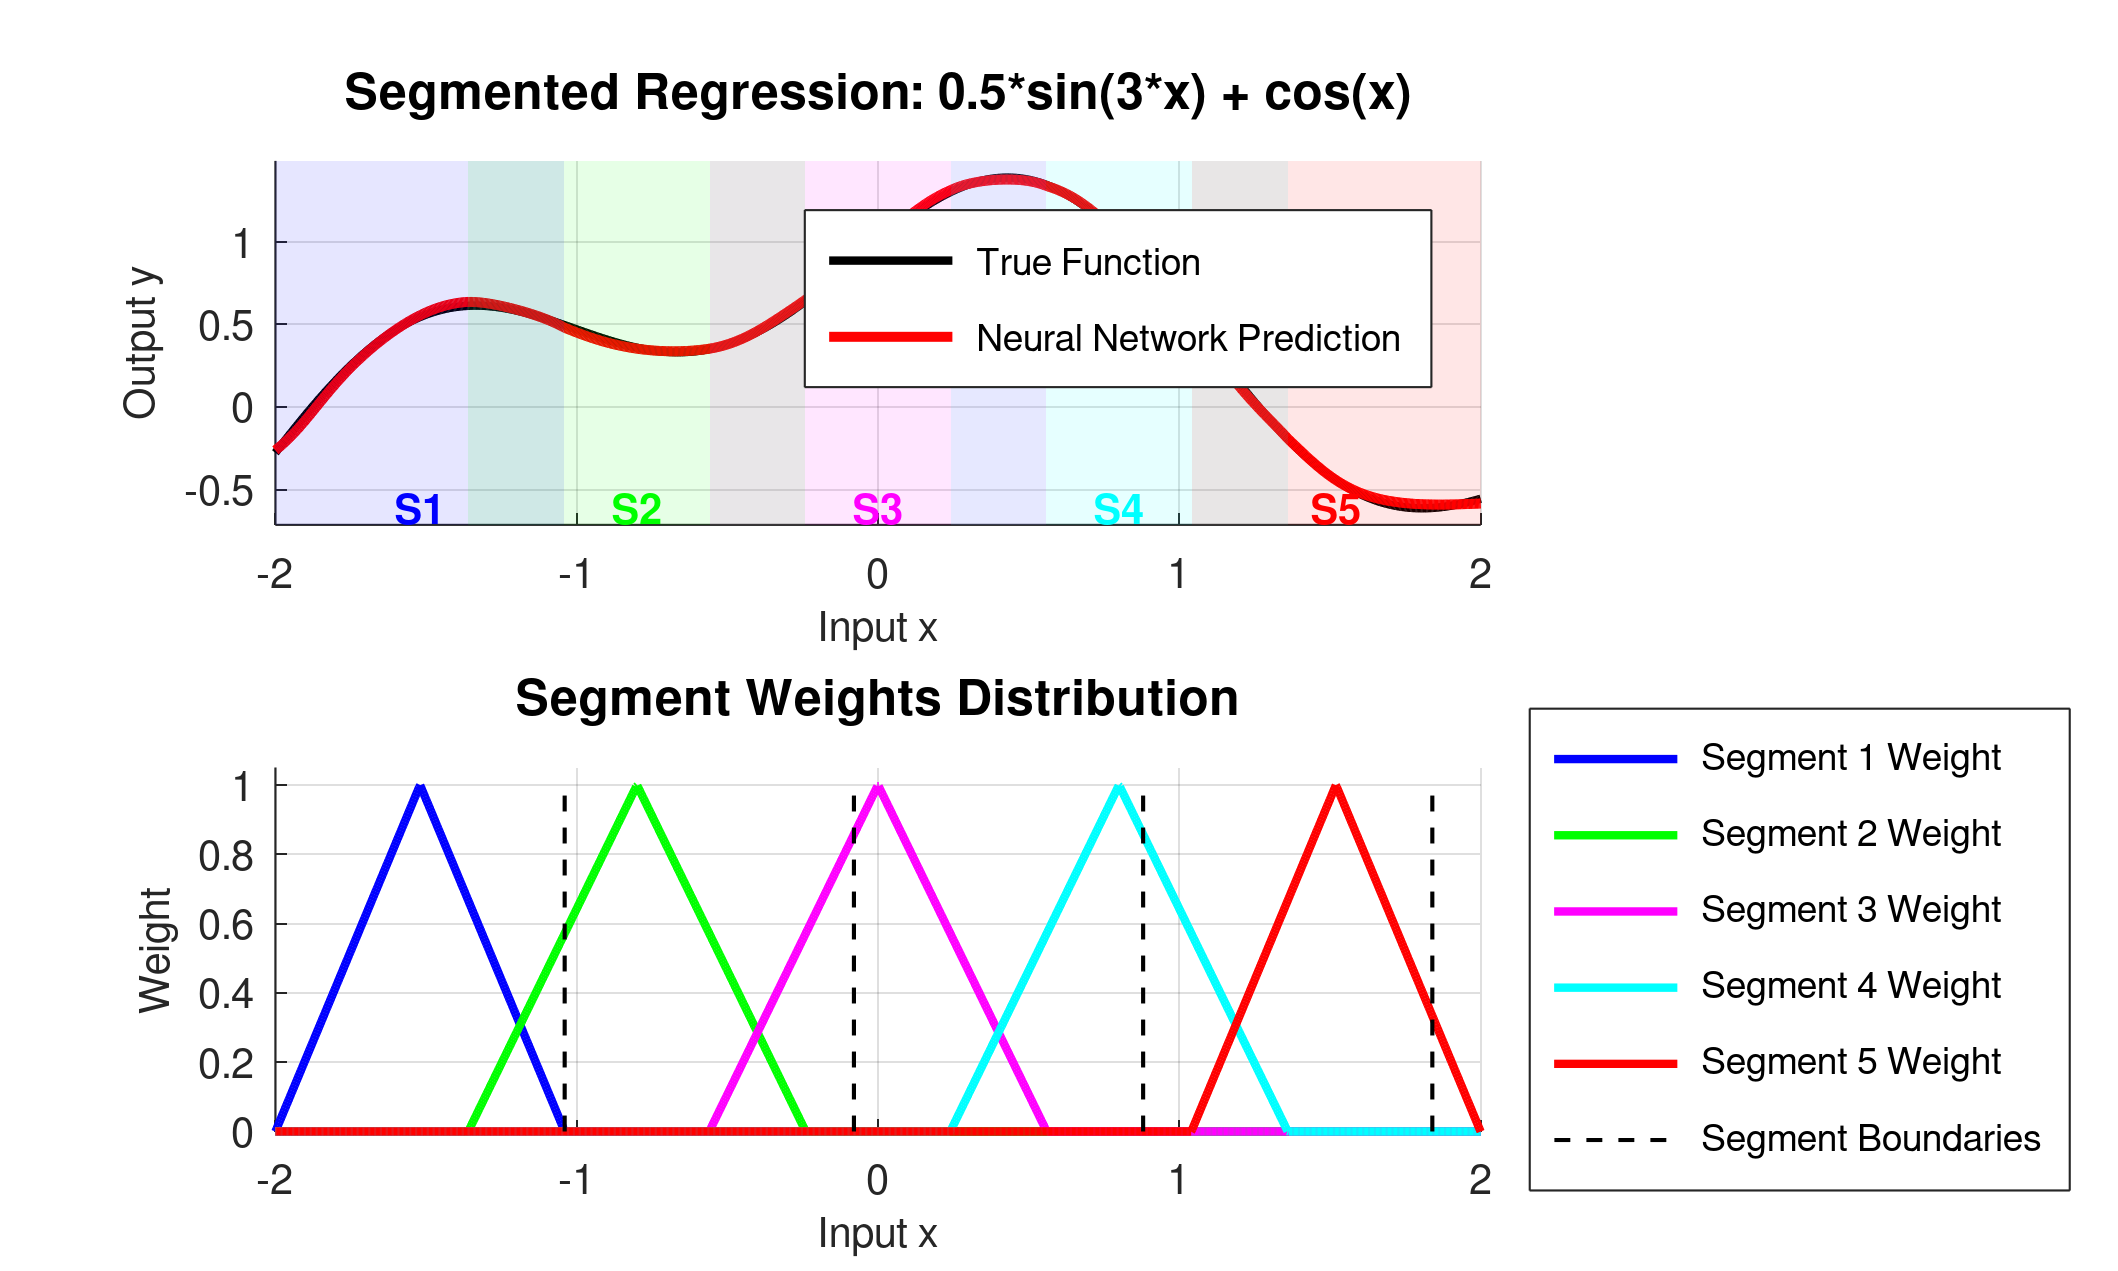 Segmented Regression: 0.5*sin(3*x) + cos(x)
Output y
1
0.5
0
-0.5
True Function
Neural Network Prediction
S1 S2 S3 S4 S5
-2 -1 0 1 2
Input x
Segment Weights Distribution
Weight
1
0.8
0.6
0.4
0.2
0
-2 -1 0 1 2
Input x
Segment 1 Weight
Segment 2 Weight
Segment 3 Weight
Segment 4 Weight
Segment 5 Weight
Segment Boundaries